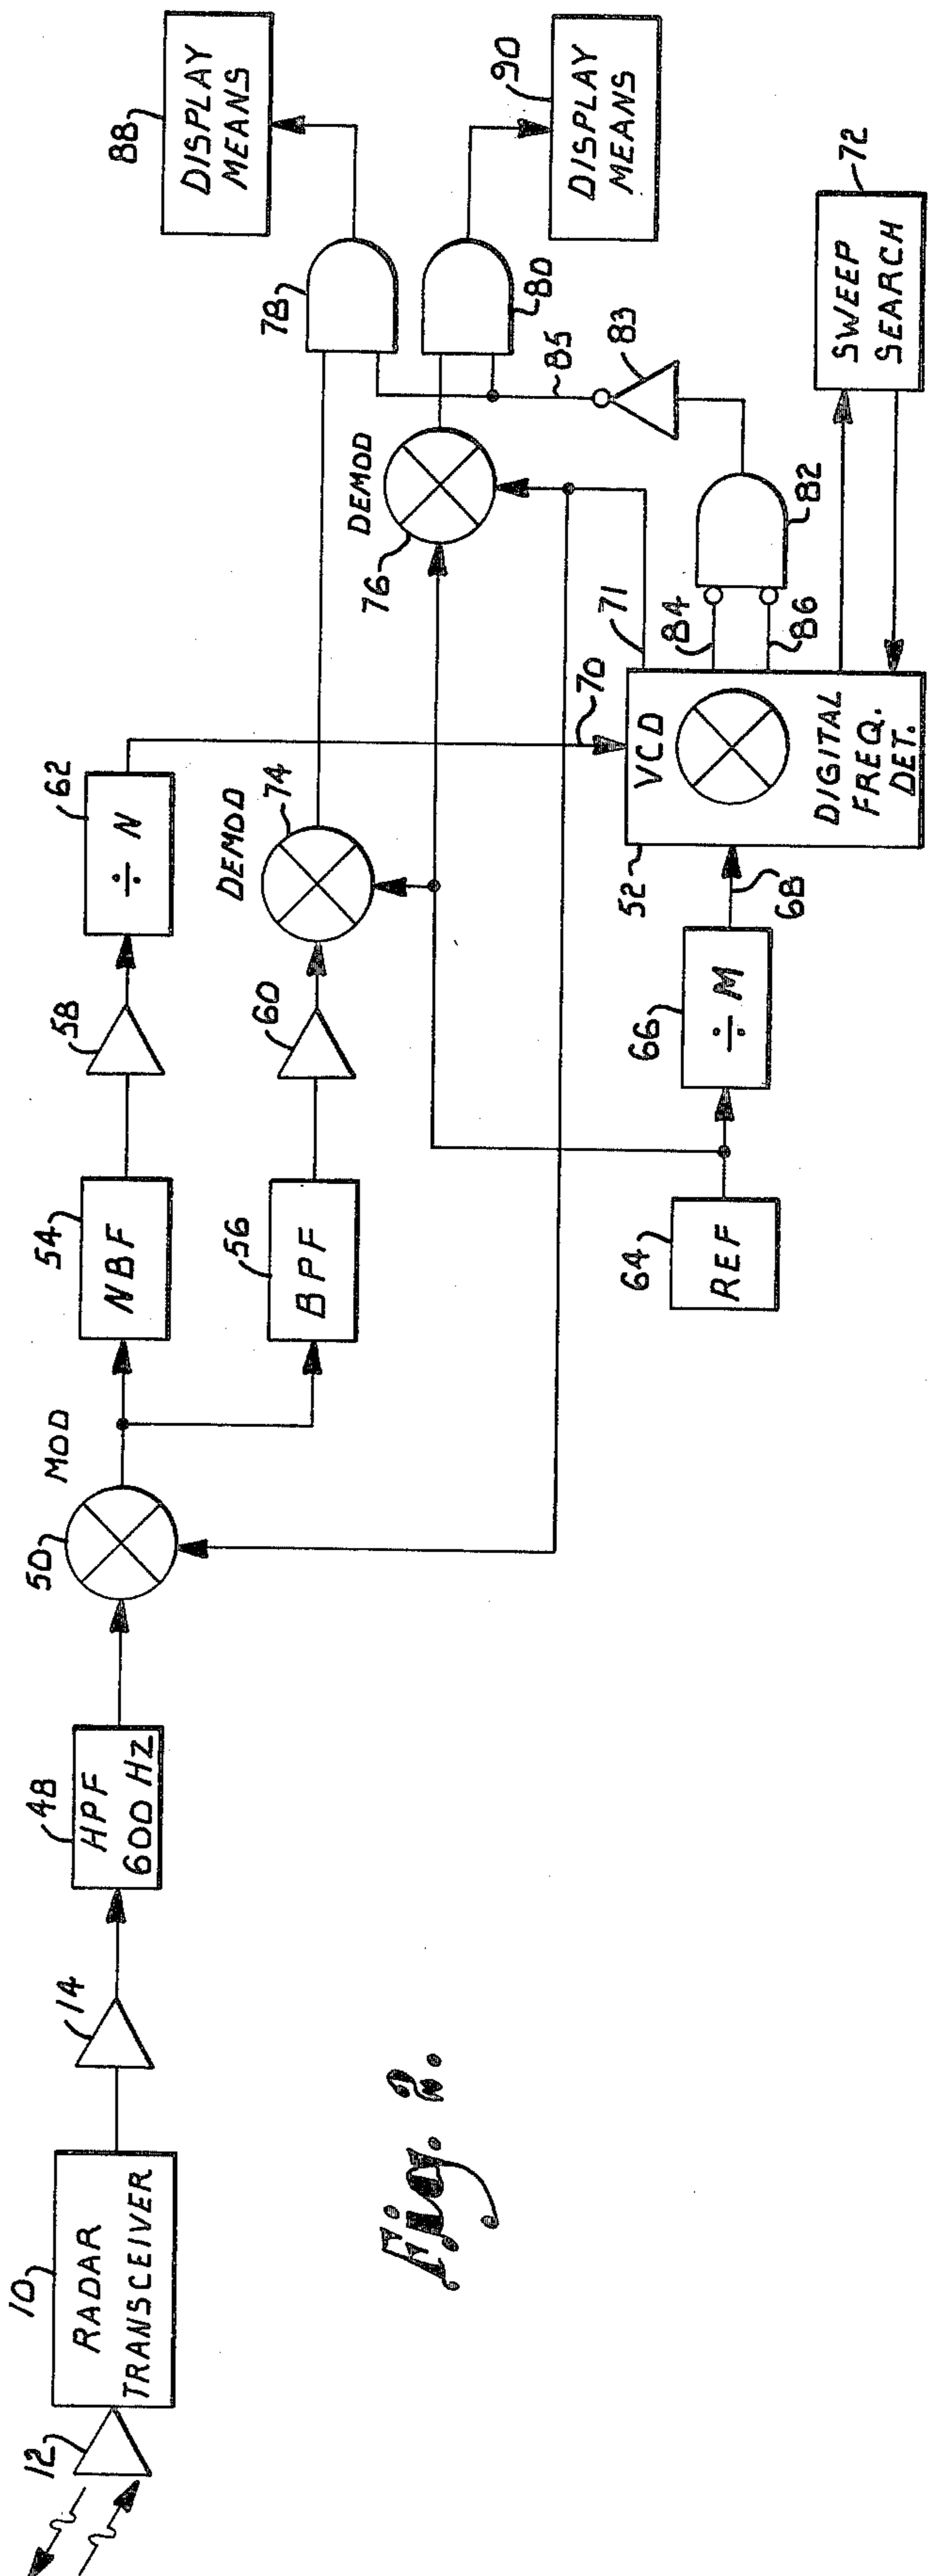 12
10
RADAR
TRANSCEIVER
14
48
HPF
600 HZ
50
MOD
54
NBF
58
62
÷ N
56
BPF
60
DEMOD
74
70
64
REF
66
÷ M
68
52
VCO
DIGITAL
FREQ.
DET.
71
84
86
82
83
85
76
DEMOD
78
80
88
DISPLAY
MEANS
90
DISPLAY
MEANS
72
SWEEP
SEARCH
Fig. 2.